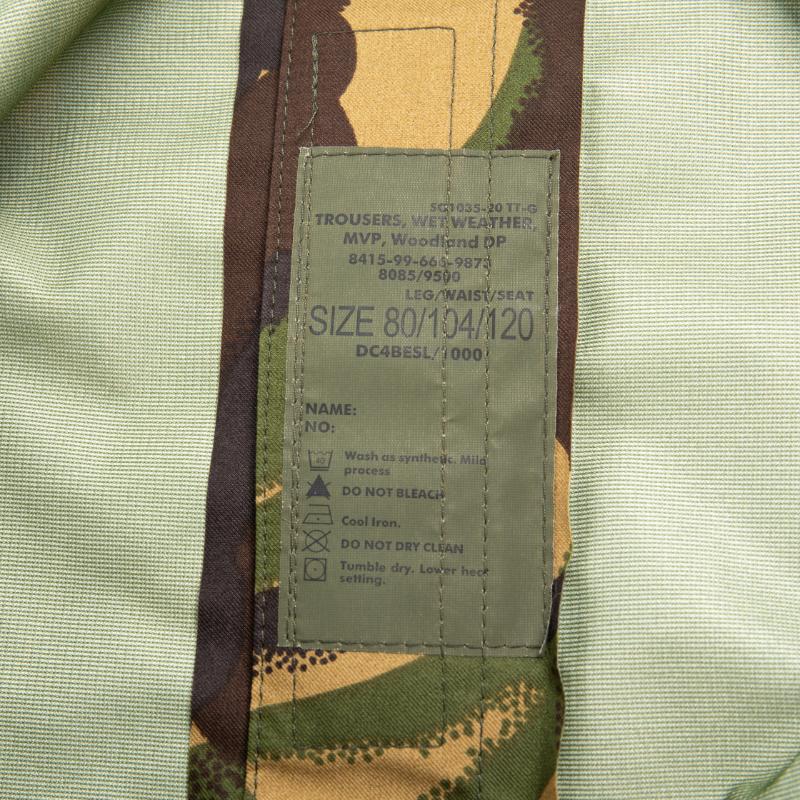 SG1035-20 TT-G
TROUSERS, WET WEATHER,
MVP, Woodland DP
8415-99-666-9873
8085/9500
LEG/WAIST/SEAT
SIZE 80/104/120
DC4BESL/1000
NAME:
NO:
40
Wash as synthetic. Mild
process
DO NOT BLEACH
Cool Iron.
DO NOT DRY CLEAN
Tumble dry. Lower heat
setting.